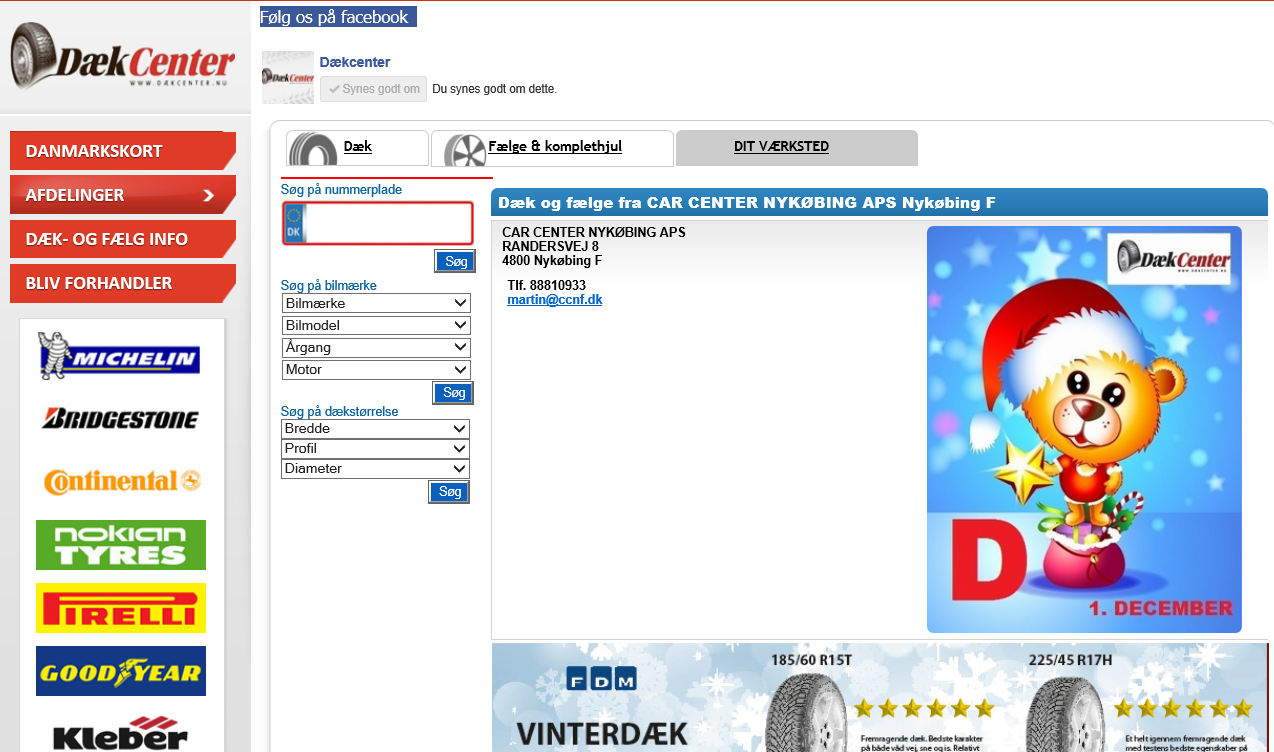 Følg os på facebook
DækCenter
WWW.DÆKCENTER.NU
Dækcenter
DækCenter
Synes godt om
Du synes godt om dette.
DANMARKSKORT
AFDELINGER
DÆK- OG FÆLG INFO
BLIV FORHANDLER
MICHELIN
BRIDGESTONE
Continental
NOKIAN
TYRES
PIRELLI
GOODYEAR
Kleber
Dæk
Fælge & komplethjul
DIT VÆRKSTED
Søg på nummerplade
DK
Søg
Søg på bilmærke
Bilmærke
Bilmodel
Årgang
Motor
Søg
Søg på dækstørrelse
Bredde
Profil
Diameter
Søg
Dæk og fælge fra CAR CENTER NYKØBING APS Nykøbing F
CAR CENTER NYKØBING APS
RANDERSVEJ 8
4800 Nykøbing F
Tlf. 88810933
martin@ccnf.dk
DækCenter
D
1. DECEMBER
FDM
VINTERDÆK
185/60 R15T
Fremragende dæk. Bedste karakter
på både våd vej, sne og is. Relativt
225/45 R17H
Et helt igennem fremragende dæk
med testens bedste egenskaber på